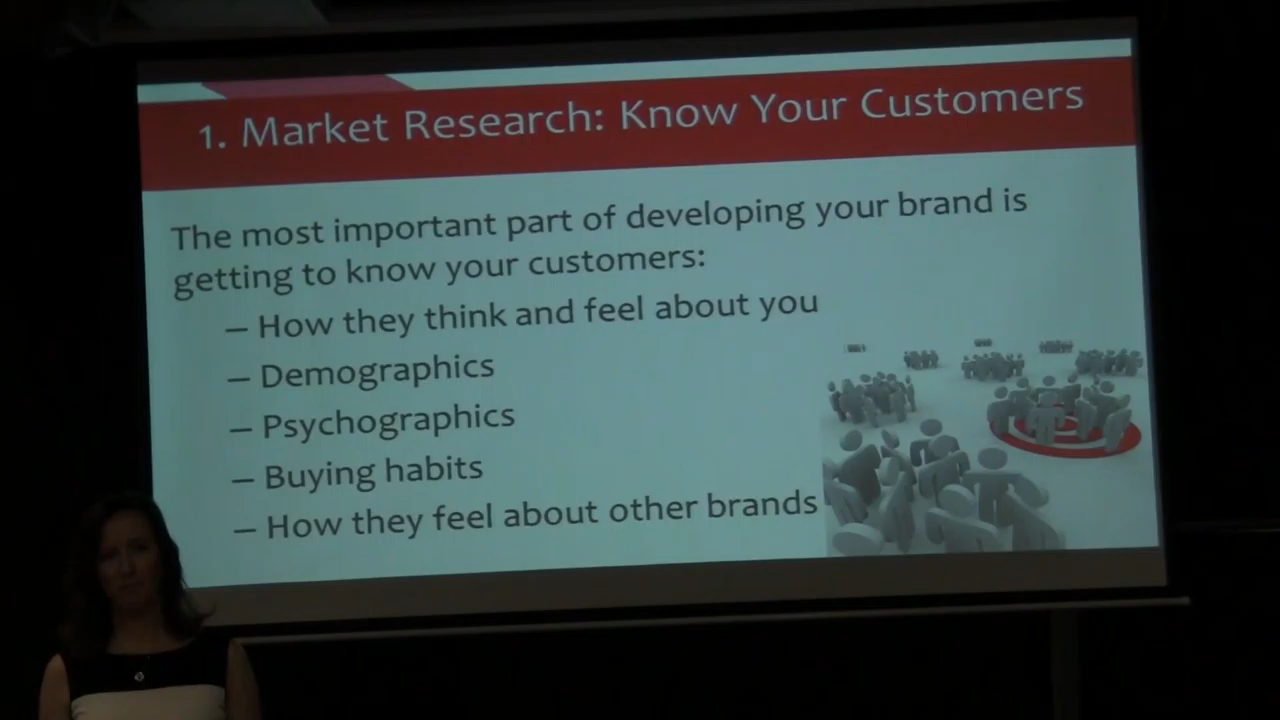 1. Market Research: Know Your Customers
The most important part of developing your brand is
getting to know your customers:
– How they think and feel about you
– Demographics
– Psychographics
– Buying habits
– How they feel about other brands